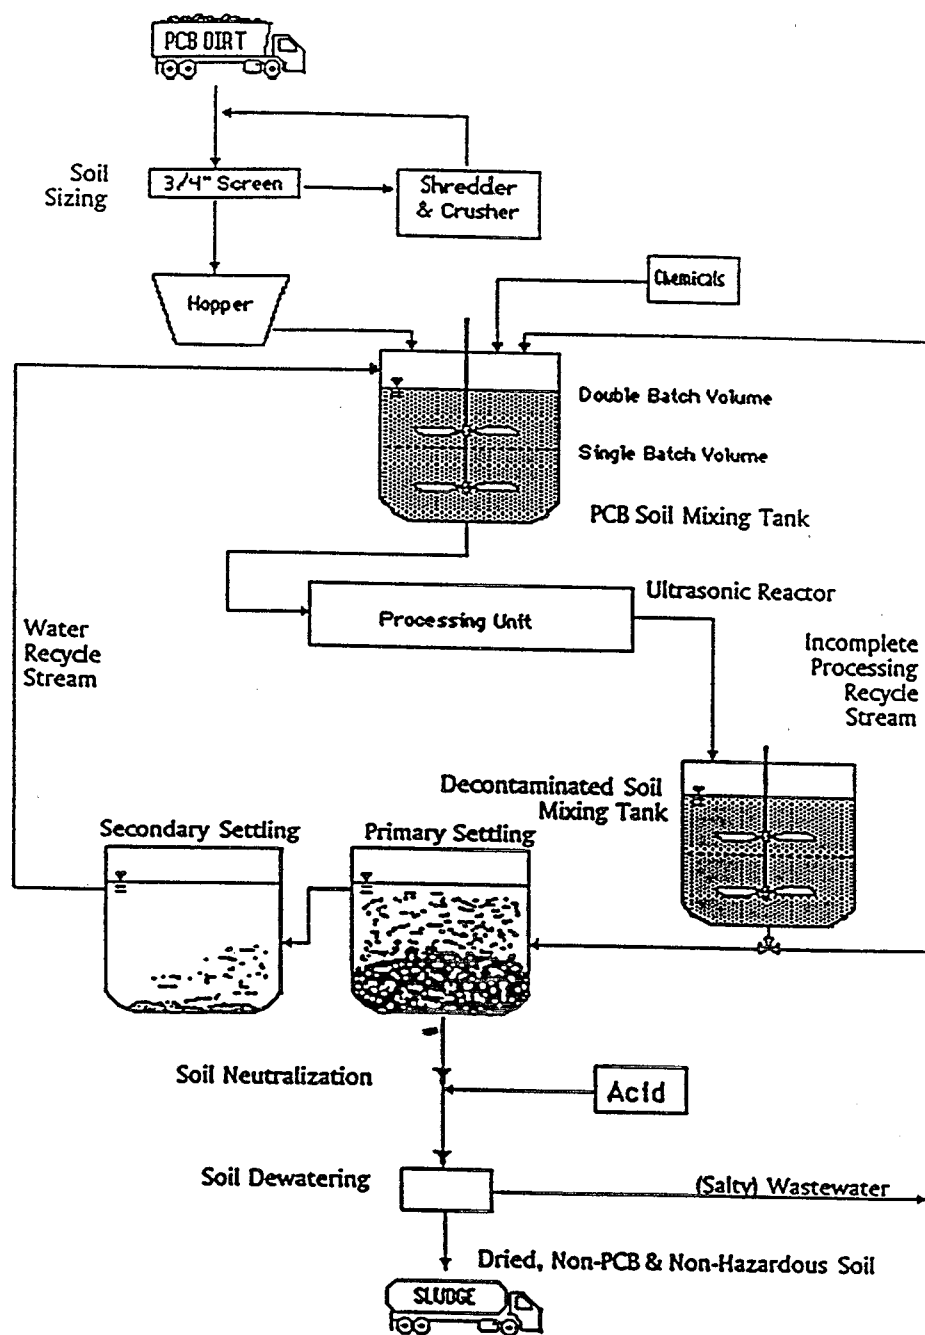 PCB DIRT
Soil
Sizing
3/4" Screen
Shredder
& Crusher
Hopper
Chemicals
Double Batch Volume
Single Batch Volume
PCB Soil Mixing Tank
Ultrasonic Reactor
Processing Unit
Water
Recycle
Stream
Incomplete
Processing
Recycle
Stream
Decontaminated Soil
Mixing Tank
Secondary Settling
Primary Settling
Soil Neutralization
Acid
Soil Dewatering
(Salty) Wastewater
Dried, Non-PCB & Non-Hazardous Soil
SLUDGE